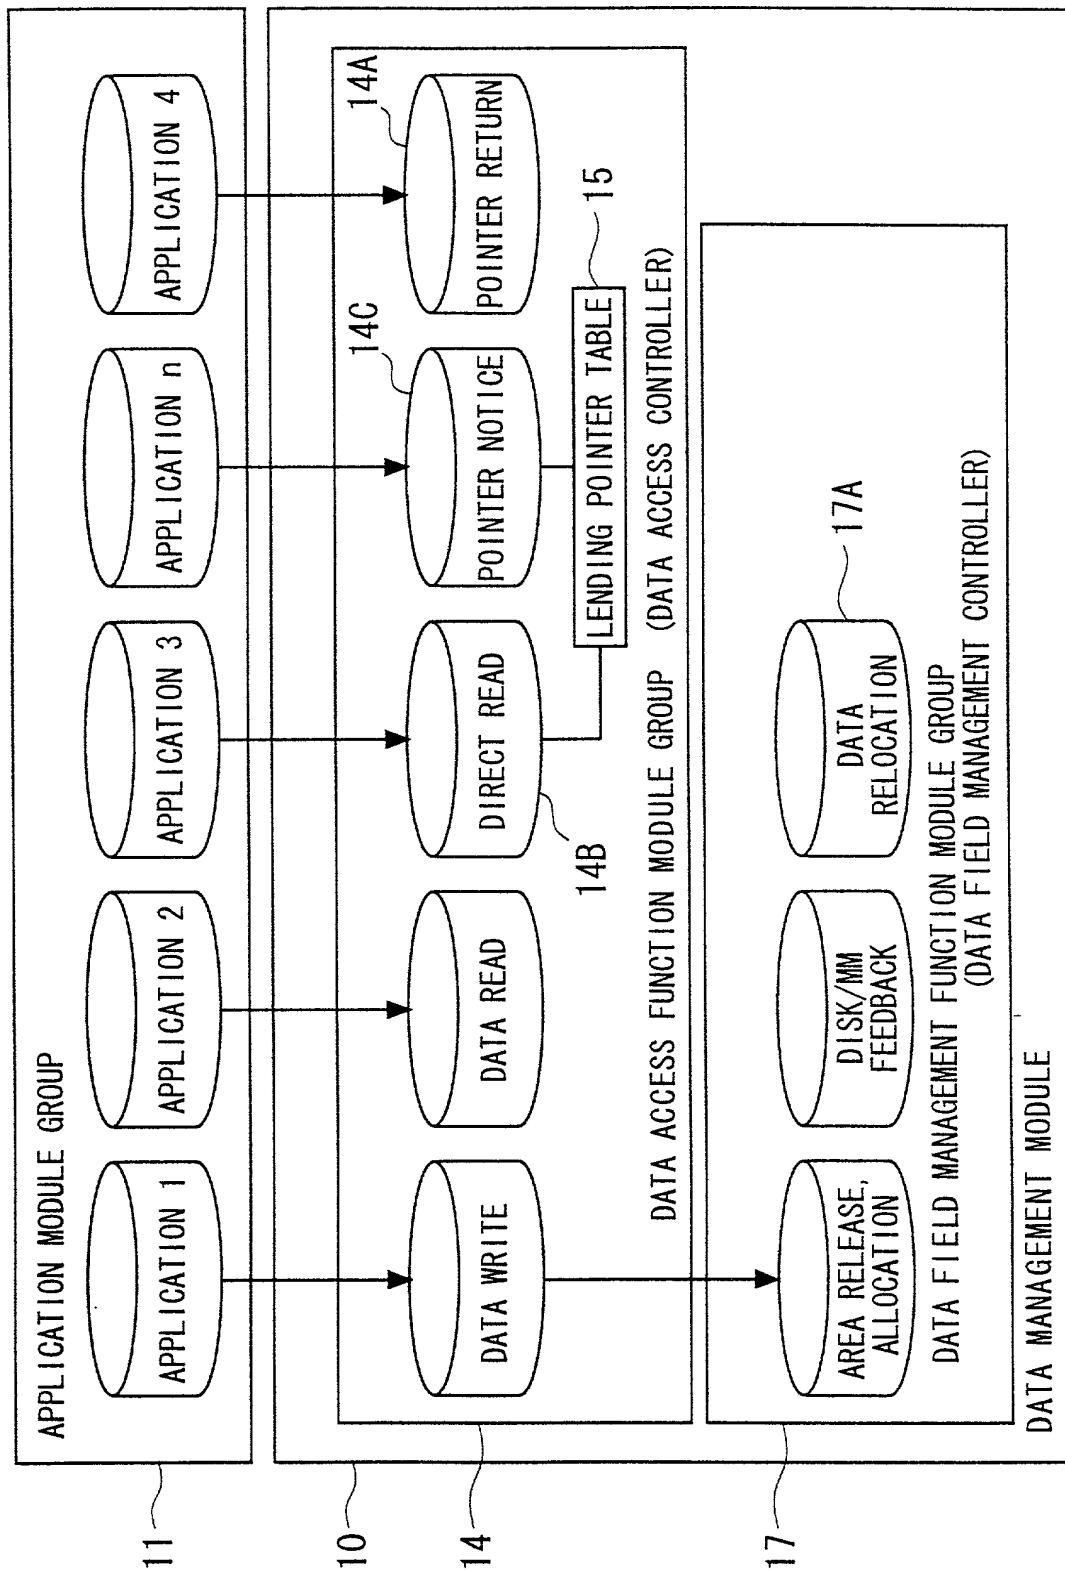 APPLICATION MODULE GROUP
11
APPLICATION 1
APPLICATION 2
APPLICATION 3
APPLICATION n
APPLICATION 4
10
14
DATA WRITE
DATA READ
DIRECT READ
14B
POINTER NOTICE
14C
POINTER RETURN
14A
LENDING POINTER TABLE
15
DATA ACCESS FUNCTION MODULE GROUP (DATA ACCESS CONTROLLER)
17
AREA RELEASE,
ALLOCATION
DISK/MM
FEEDBACK
DATA
RELOCATION
17A
DATA FIELD MANAGEMENT FUNCTION MODULE GROUP
(DATA FIELD MANAGEMENT CONTROLLER)
DATA MANAGEMENT MODULE